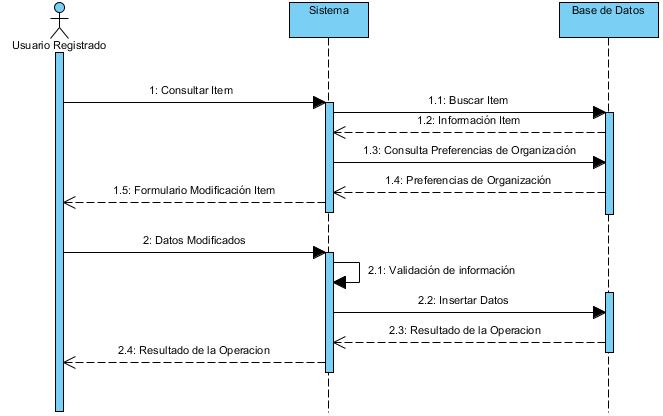 Sistema
Base de Datos
Usuario Registrado
1: Consultar Item
1.1: Buscar Item
1.2: Información Item
1.3: Consulta Preferencias de Organización
1.4: Preferencias de Organización
1.5: Formulario Modificación Item
2: Datos Modificados
2.1: Validación de información
2.2: Insertar Datos
2.3: Resultado de la Operacion
2.4: Resultado de la Operacion